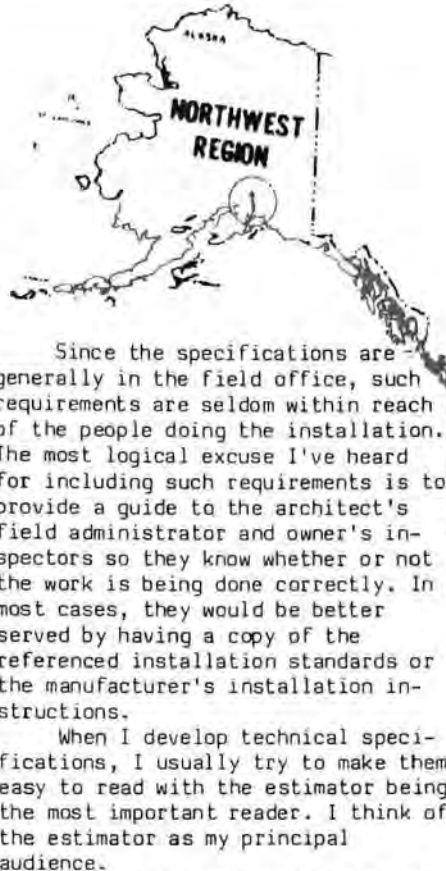 ALASKA
NORTHWEST
REGION
Since the specifications are
generally in the field office, such
requirements are seldom within reach
of the people doing the installation.
The most logical excuse I've heard
for including such requirements is to
provide a guide to the architect's
field administrator and owner's in-
spectors so they know whether or not
the work is being done correctly. In
most cases, they would be better
served by having a copy of the
referenced installation standards or
the manufacturer's installation in-
structions.
When I develop technical speci-
fications, I usually try to make them
easy to read with the estimator being
the most important reader. I think of
the estimator as my principal
audience.